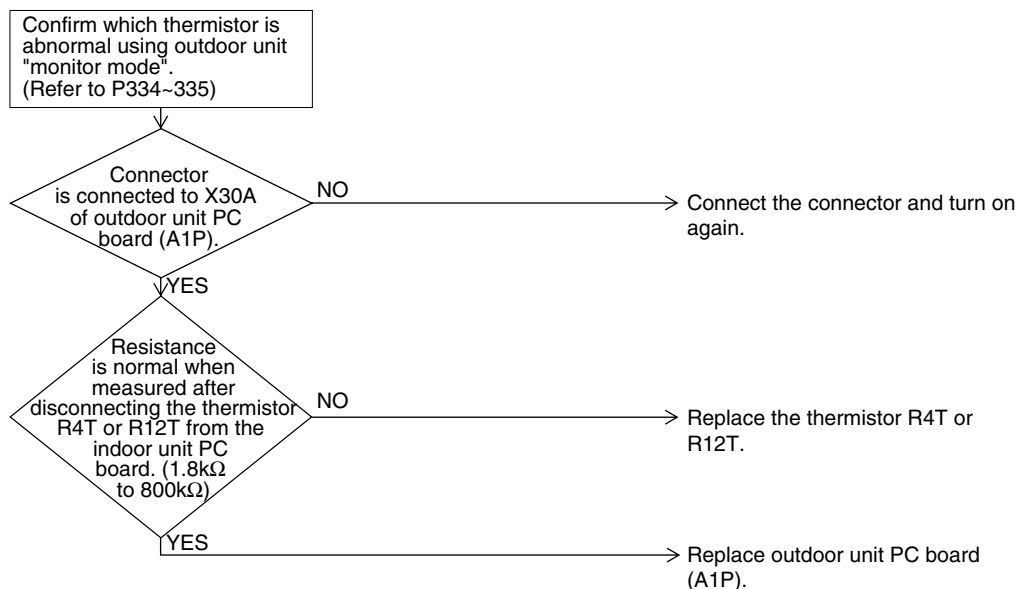 Confirm which thermistor is
abnormal using outdoor unit
"monitor mode".
(Refer to P334~335)
Connector
is connected to X30A
of outdoor unit PC
board (A1P).
NO
Connect the connector and turn on
again.
YES
Resistance
is normal when
measured after
disconnecting the thermistor
R4T or R12T from the
indoor unit PC
board. (1.8kΩ
to 800kΩ)
NO
Replace the thermistor R4T or
R12T.
YES
Replace outdoor unit PC board
(A1P).